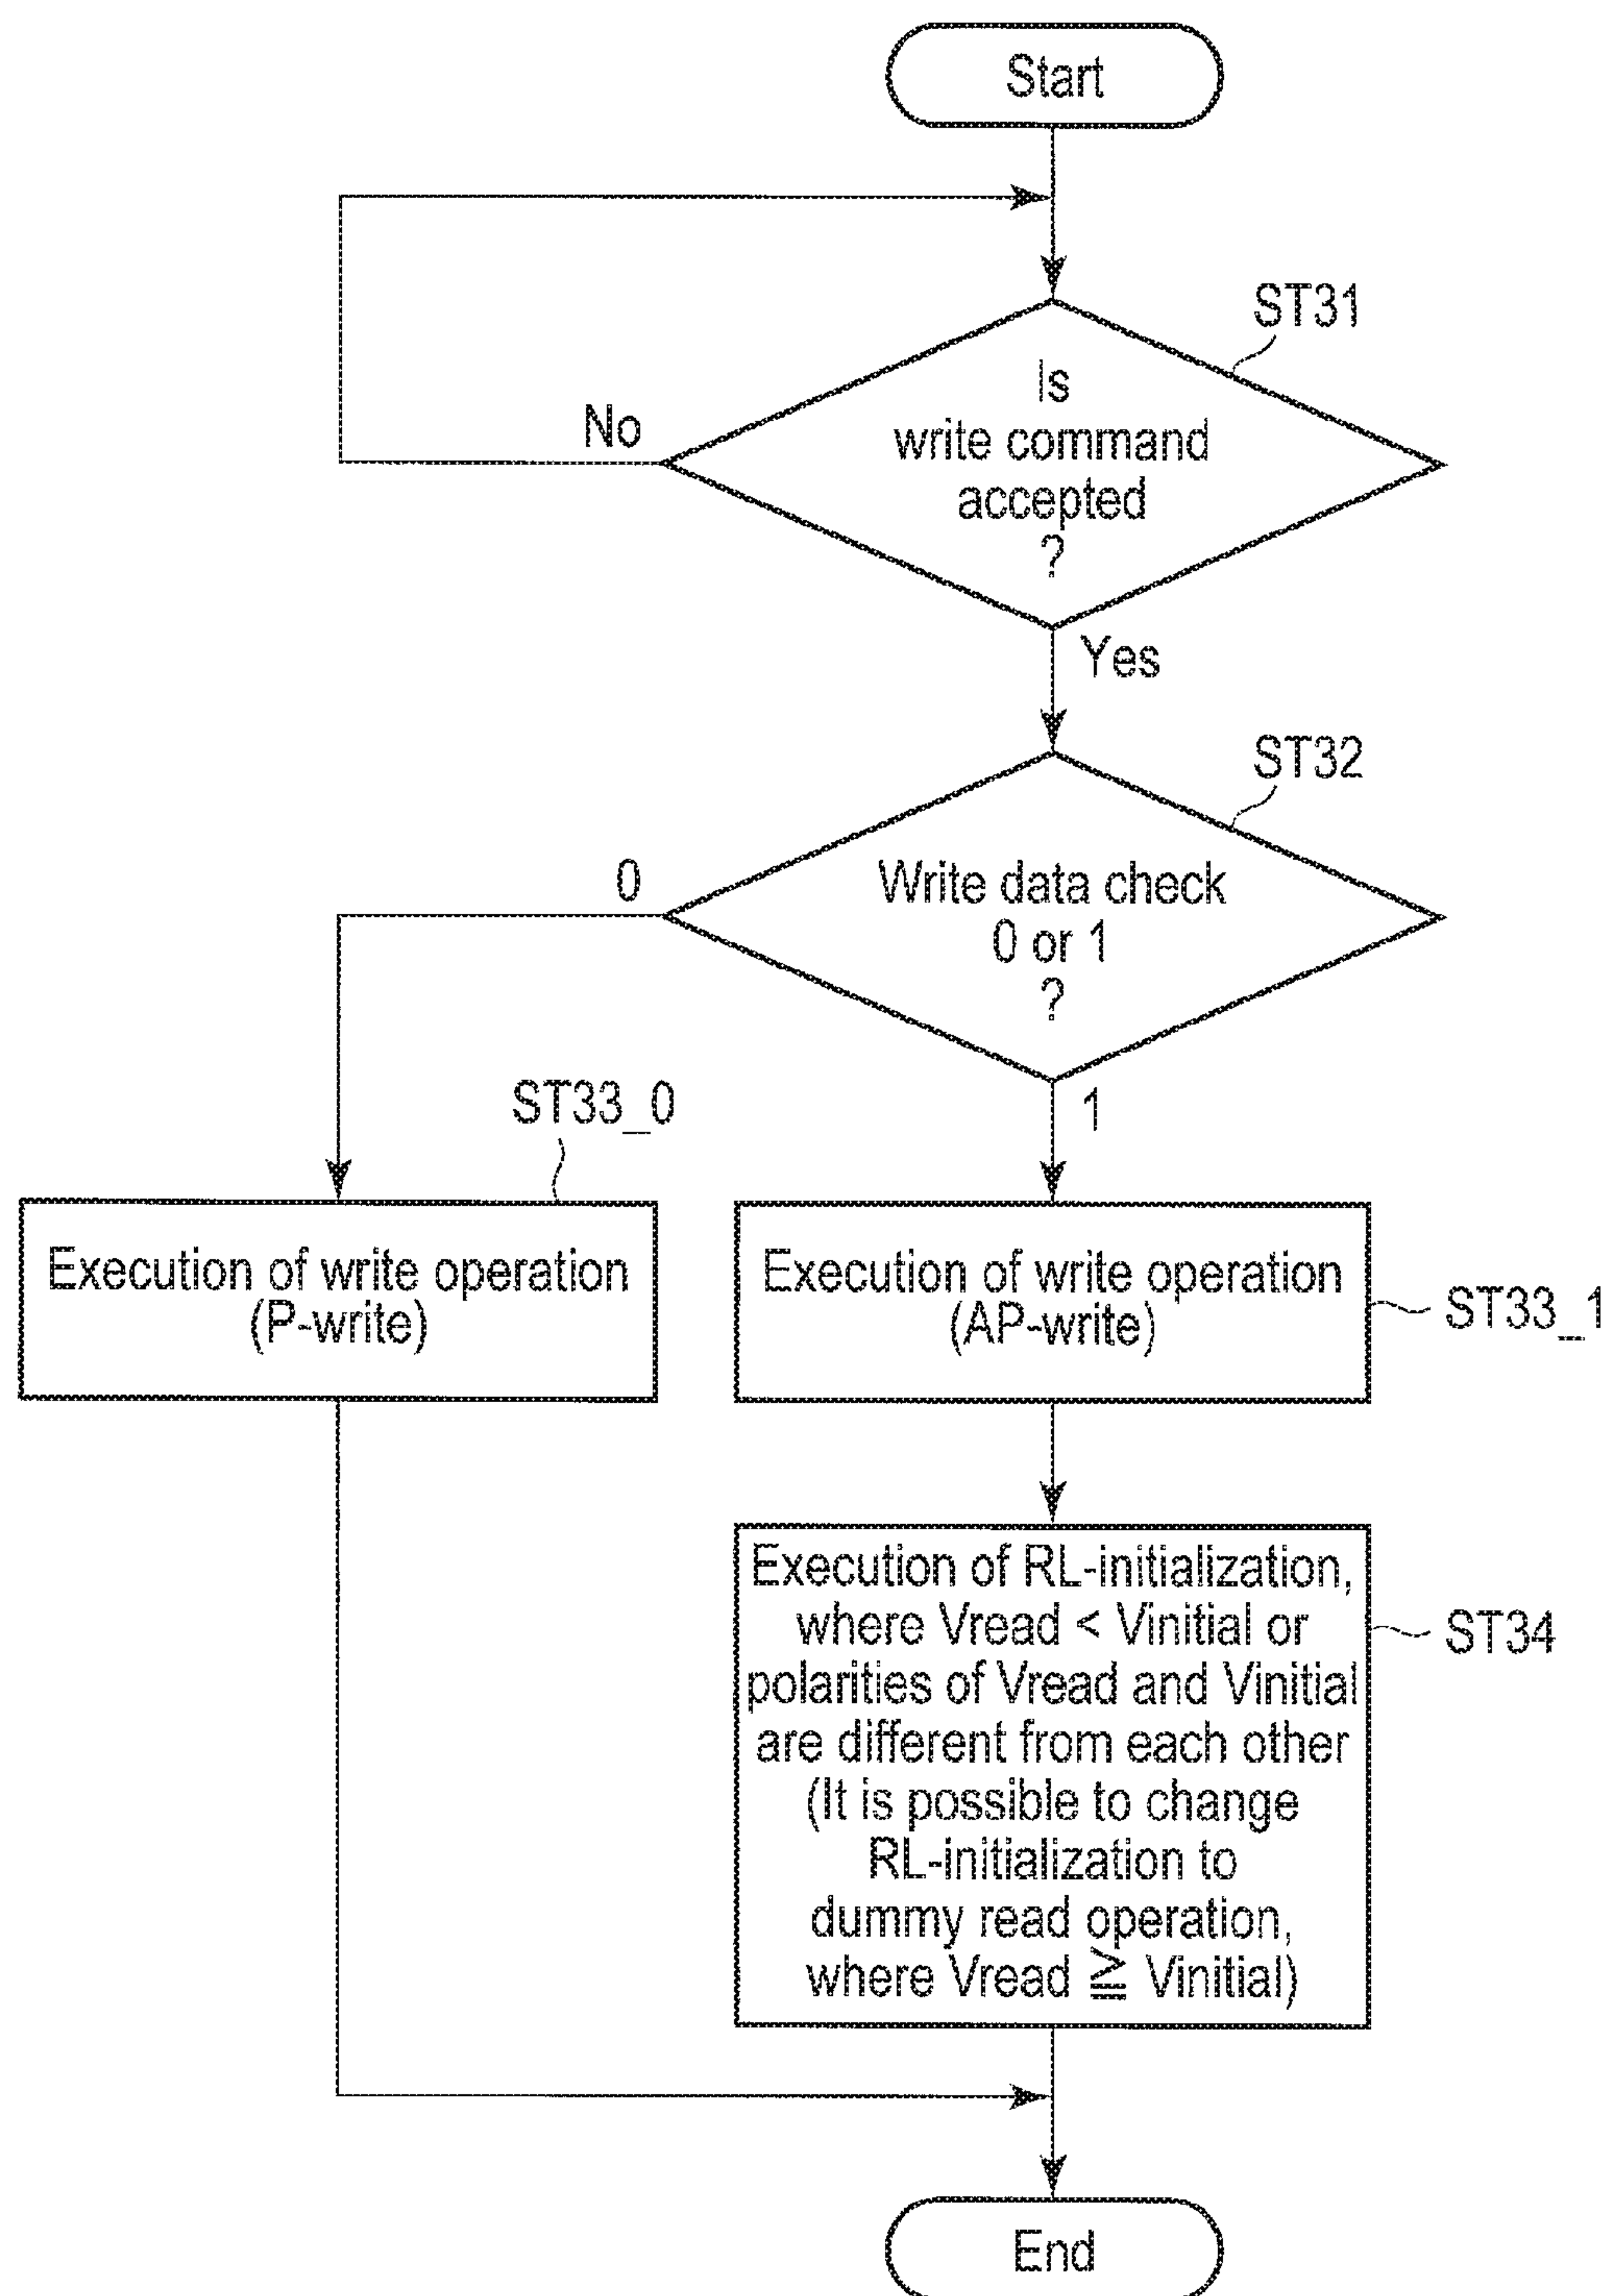 Start
ST31
Is
write command
accepted
?
No
Yes
ST32
Write data check
0 or 1
?
0
1
ST33_0
Execution of write operation
(P-write)
Execution of write operation
(AP-write)
ST33_1
Execution of RL-initialization,
where Vread < Vinitial or
polarities of Vread and Vinitial
are different from each other
(It is possible to change
RL-initialization to
dummy read operation,
where Vread ≧ Vinitial)
ST34
End